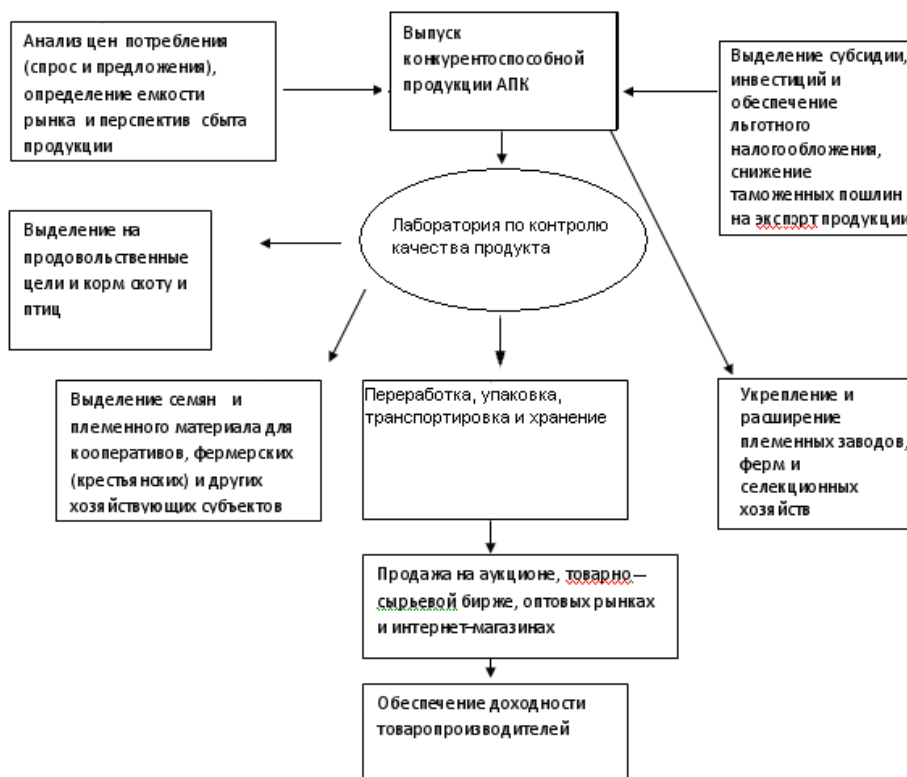 Анализ цен потребления
(спрос и предложения),
определение емкости
рынка и перспектив сбыта
продукции
Выпуск
конкурентоспособной
продукции АПК
Выделение субсидии,
инвестиций и
обеспечение
льготного
налогообложения,
снижение
таможенных пошлин
на экспорт продукции
Лаборатория по контролю
качества продукта
Выделение на
продовольственные
цели и корм скоту и
птиц
Выделение семян и
племенного материала для
кооперативов, фермерских
(крестьянских) и других
хозяйствующих субъектов
Переработка, упаковка,
транспортировка и хранение
Укрепление и
расширение
племенных заводов,
ферм и
селекционных
хозяйств
Продажа на аукционе, товарно—
сырьевой бирже, оптовых рынках
и интернет–магазинах
Обеспечение доходности
товаропроизводителей